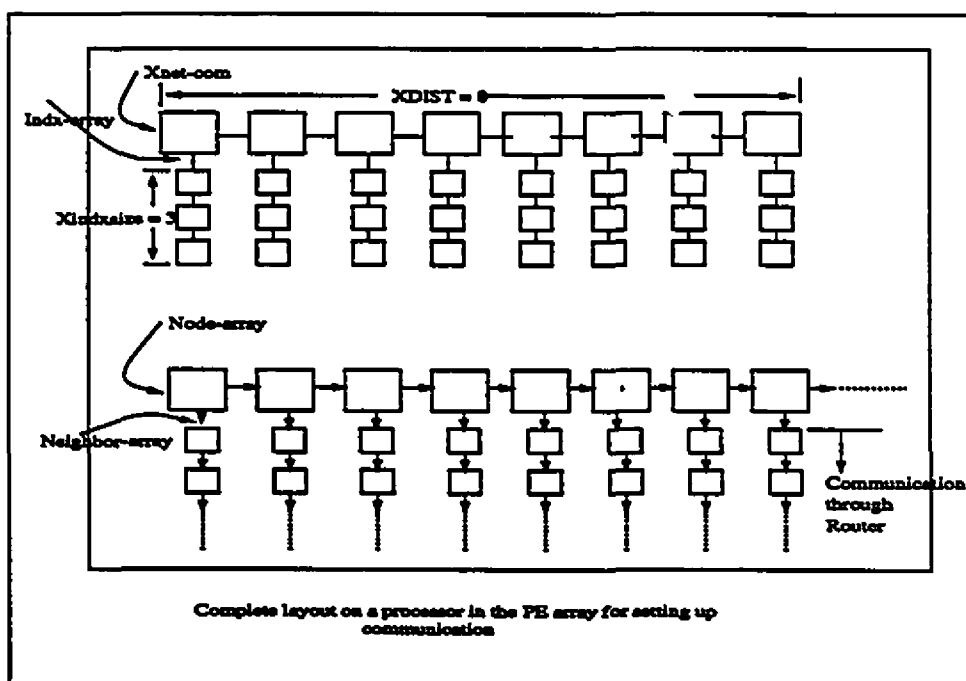 Xnet-com
XDIST = 8
Indx-array
Xindxsize = 3
Node-array
Neighbor-array
Communication
through
Router
Complete layout on a processor in the PE array for setting up
communication